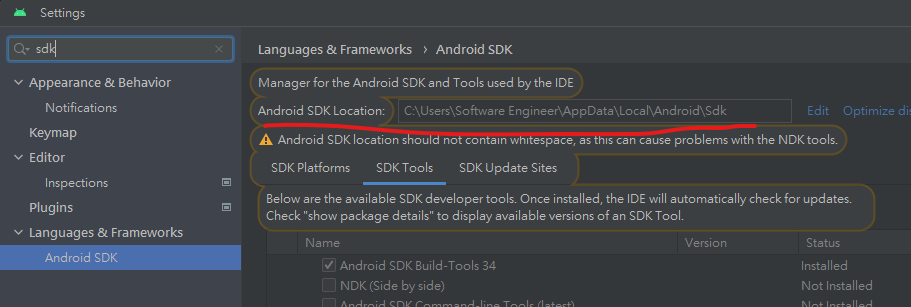 Settings
sdk
Appearance & Behavior
Notifications
Keymap
Editor
Inspections
Plugins
Languages & Frameworks
Android SDK
Languages & Frameworks › Android SDK
Manager for the Android SDK and Tools used by the IDE
Android SDK Location: C:\Users\Software Engineer\AppData\Local\Android\Sdk Edit Optimize dis
Android SDK location should not contain whitespace, as this can cause problems with the NDK tools.
SDK Platforms SDK Tools SDK Update Sites
Below are the available SDK developer tools. Once installed, the IDE will automatically check for updates.
Check "show package details" to display available versions of an SDK Tool.
Name Version Status
Android SDK Build-Tools 34 Installed
NDK (Side by side) Not Installed
Android SDK Command-line Tools (latest) Not Installed